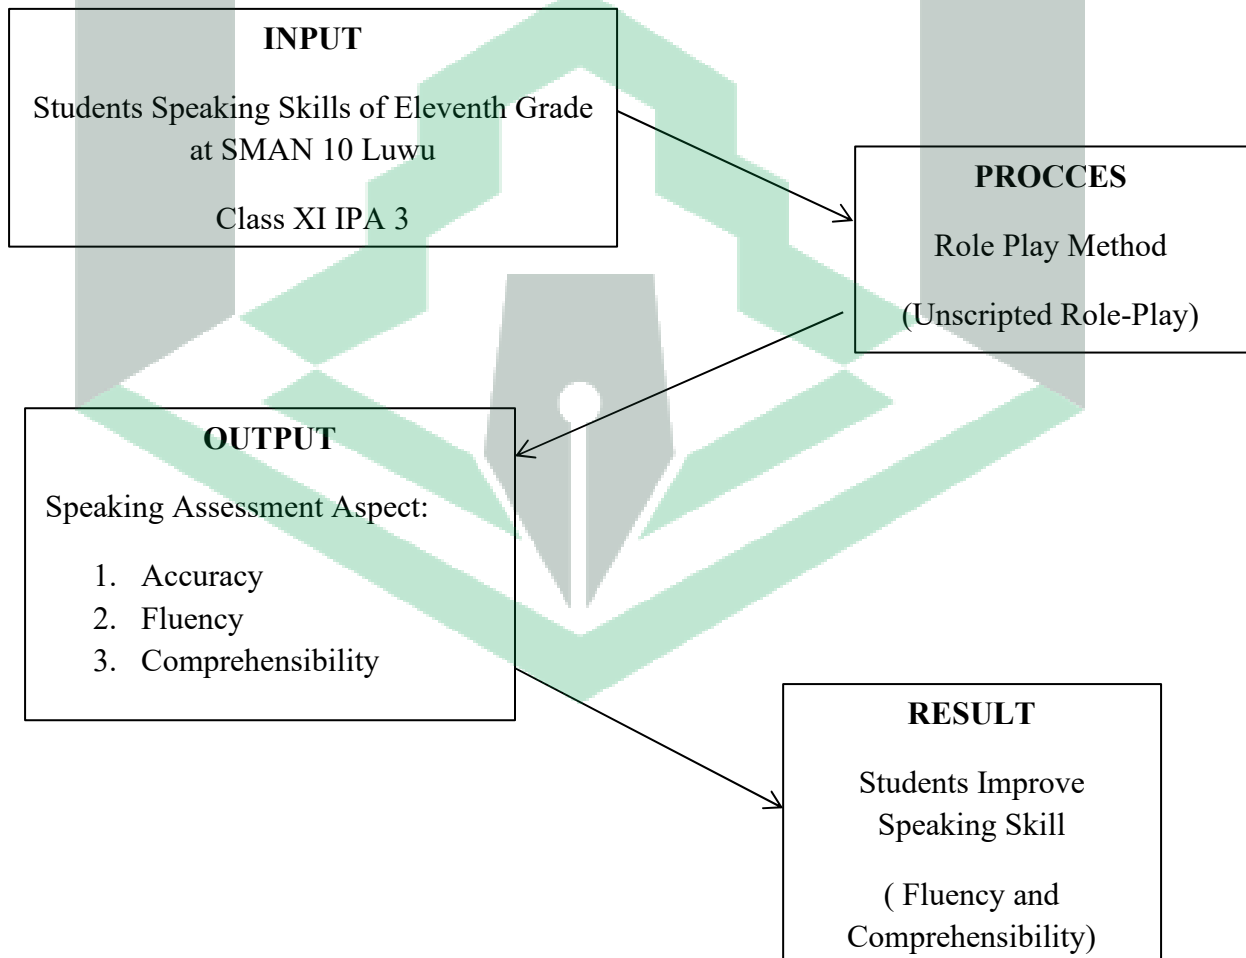 INPUT
Students Speaking Skills of Eleventh Grade
at SMAN 10 Luwu
Class XI IPA 3
PROCCES
Role Play Method
(Unscripted Role-Play)
OUTPUT
Speaking Assessment Aspect:
1. Accuracy
2. Fluency
3. Comprehensibility
RESULT
Students Improve
Speaking Skill
( Fluency and
Comprehensibility)